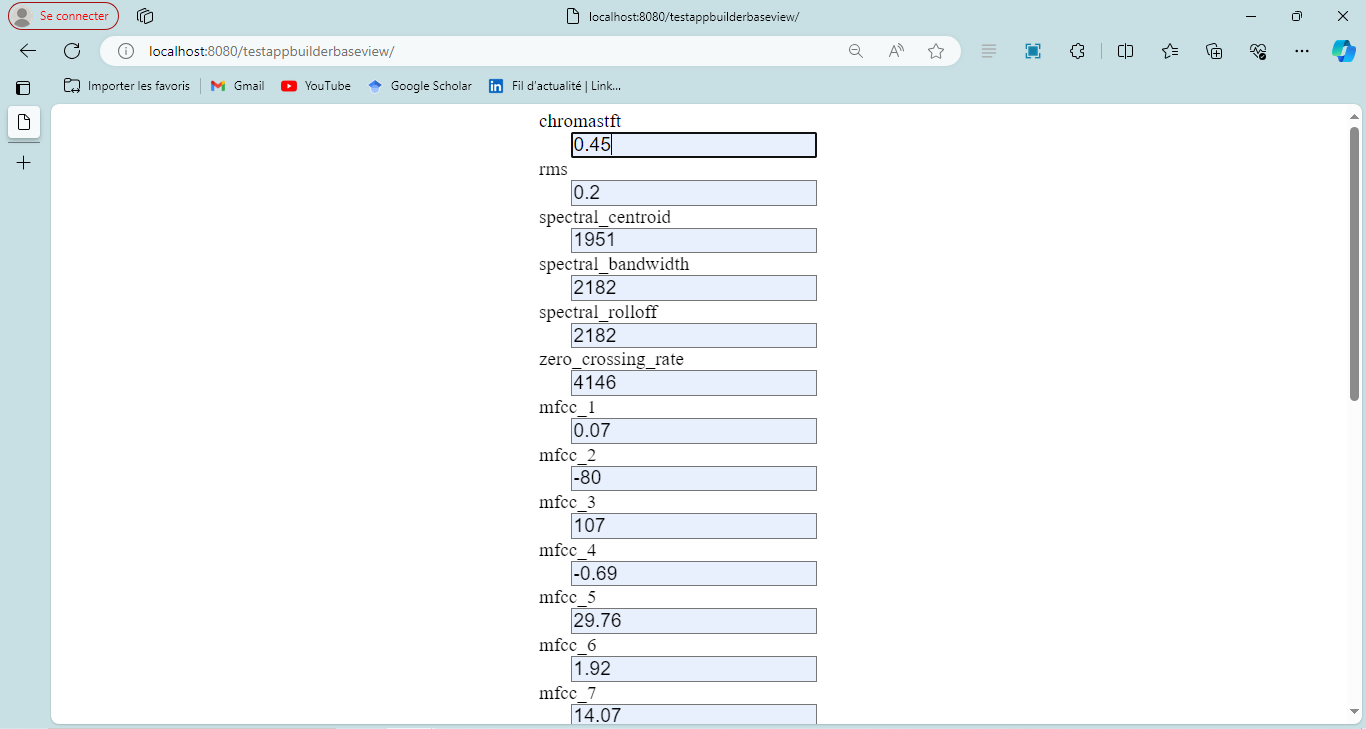 Se connecter
localhost:8080/testappbuilderbaseview/
localhost:8080/testappbuilderbaseview/
Importer les favoris
Gmail
YouTube
Google Scholar
Fil d'actualité | Link...
chromastft
0.45
rms
0.2
spectral_centroid
1951
spectral_bandwidth
2182
spectral_rolloff
2182
zero_crossing_rate
4146
mfcc_1
0.07
mfcc_2
-80
mfcc_3
107
mfcc_4
-0.69
mfcc_5
29.76
mfcc_6
1.92
mfcc_7
14.07